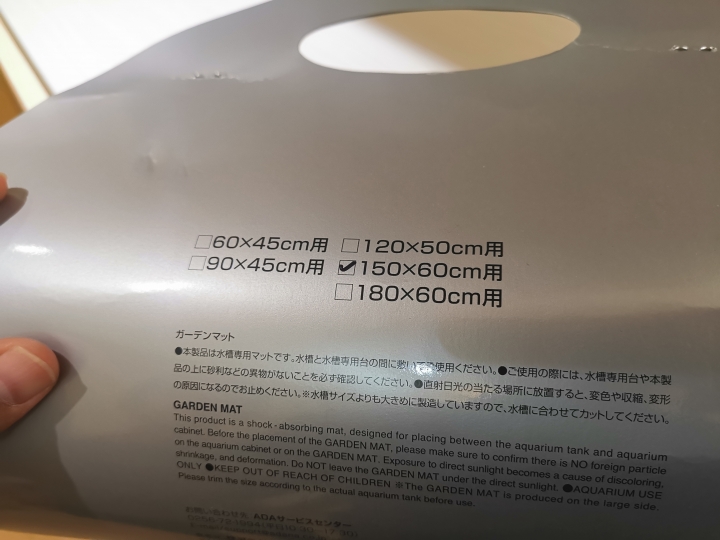 □60×45cm用 □120×50cm用
□90×45cm用 ☑150×60cm用
□180×60cm用
ガーデンマット
●本製品は水槽専用マットです。水槽と水槽専用台の間に敷いてご使用ください。●ご使用の際には、水槽専用台や本製
品の上に砂利などの異物がないことを必ず確認してください。●直射日光の当たる場所に放置すると、変色や収縮、変形
の原因になるのでお止めください。※水槽サイズよりも大きめに製造していますので、水槽に合わせてカットしてください。
GARDEN MAT
This product is a shock-absorbing mat, designed for placing between the aquarium tank and aquarium
cabinet. Before the placement of the GARDEN MAT, please make sure to confirm there is NO foreign particle
on the aquarium cabinet or on the GARDEN MAT. Exposure to direct sunlight becomes a cause of discoloring,
shrinkage, and deformation. Do NOT leave the GARDEN MAT under the direct sunlight. ●AQUARIUM USE
ONLY ●KEEP OUT OF REACH OF CHILDREN ※The GARDEN MAT is produced on the large side.
Please trim the size according to the actual aquarium tank before use.
お問い合わせ先 ADAサービスセンター